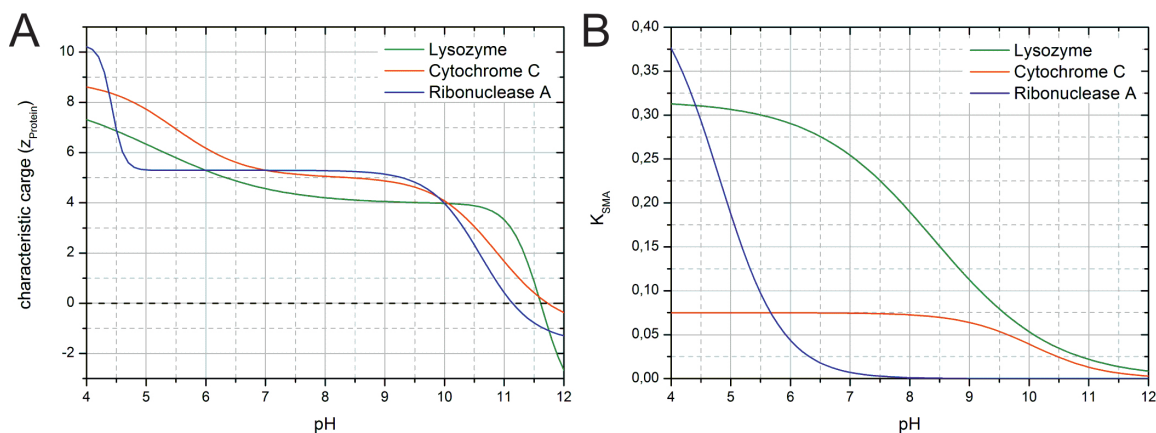 A
characteristic carge (z_Protein)
10
8
6
4
2
0
-2
4 5 6 7 8 9 10 11 12
pH
Lysozyme
Cytochrome C
Ribonuclease A
B
K_SMA
0,40
0,35
0,30
0,25
0,20
0,15
0,10
0,05
0,00
4 5 6 7 8 9 10 11 12
pH
Lysozyme
Cytochrome C
Ribonuclease A